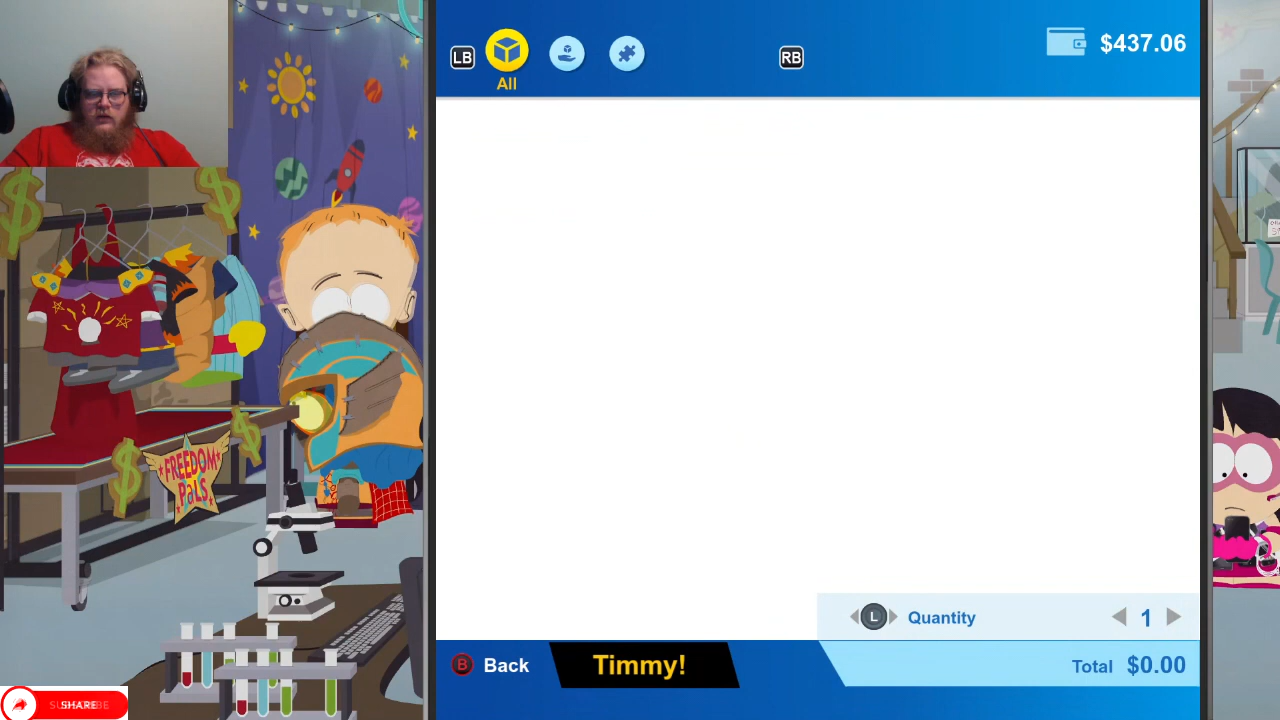 LB
All
RB
$437.06
FREEDOM
PaLS
L
Quantity
1
B
Back
Timmy!
Total
$0.00
SHARE